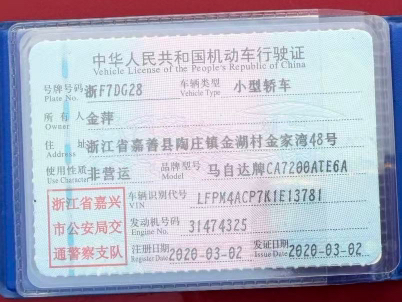 中华人民共和国机动车行驶证
Vehicle License of the People's Republic of China
号牌号码 浙F7DG28 车辆类型 小型轿车
Plate No. Vehicle Type
所有人 金萍
Owner
住址 浙江省嘉善县陶庄镇金湖村金家湾48号
Address
使用性质 非营运 品牌型号 马自达牌CA7200ATE6A
Use Character Model
浙江省嘉兴
市公安局交
通警察支队
车辆识别代号 LFPM4ACP7K1E13781
VIN
发动机号码 31474325
Engine No.
注册日期 2020-03-02 发证日期 2020-03-02
Register Date Issue Date